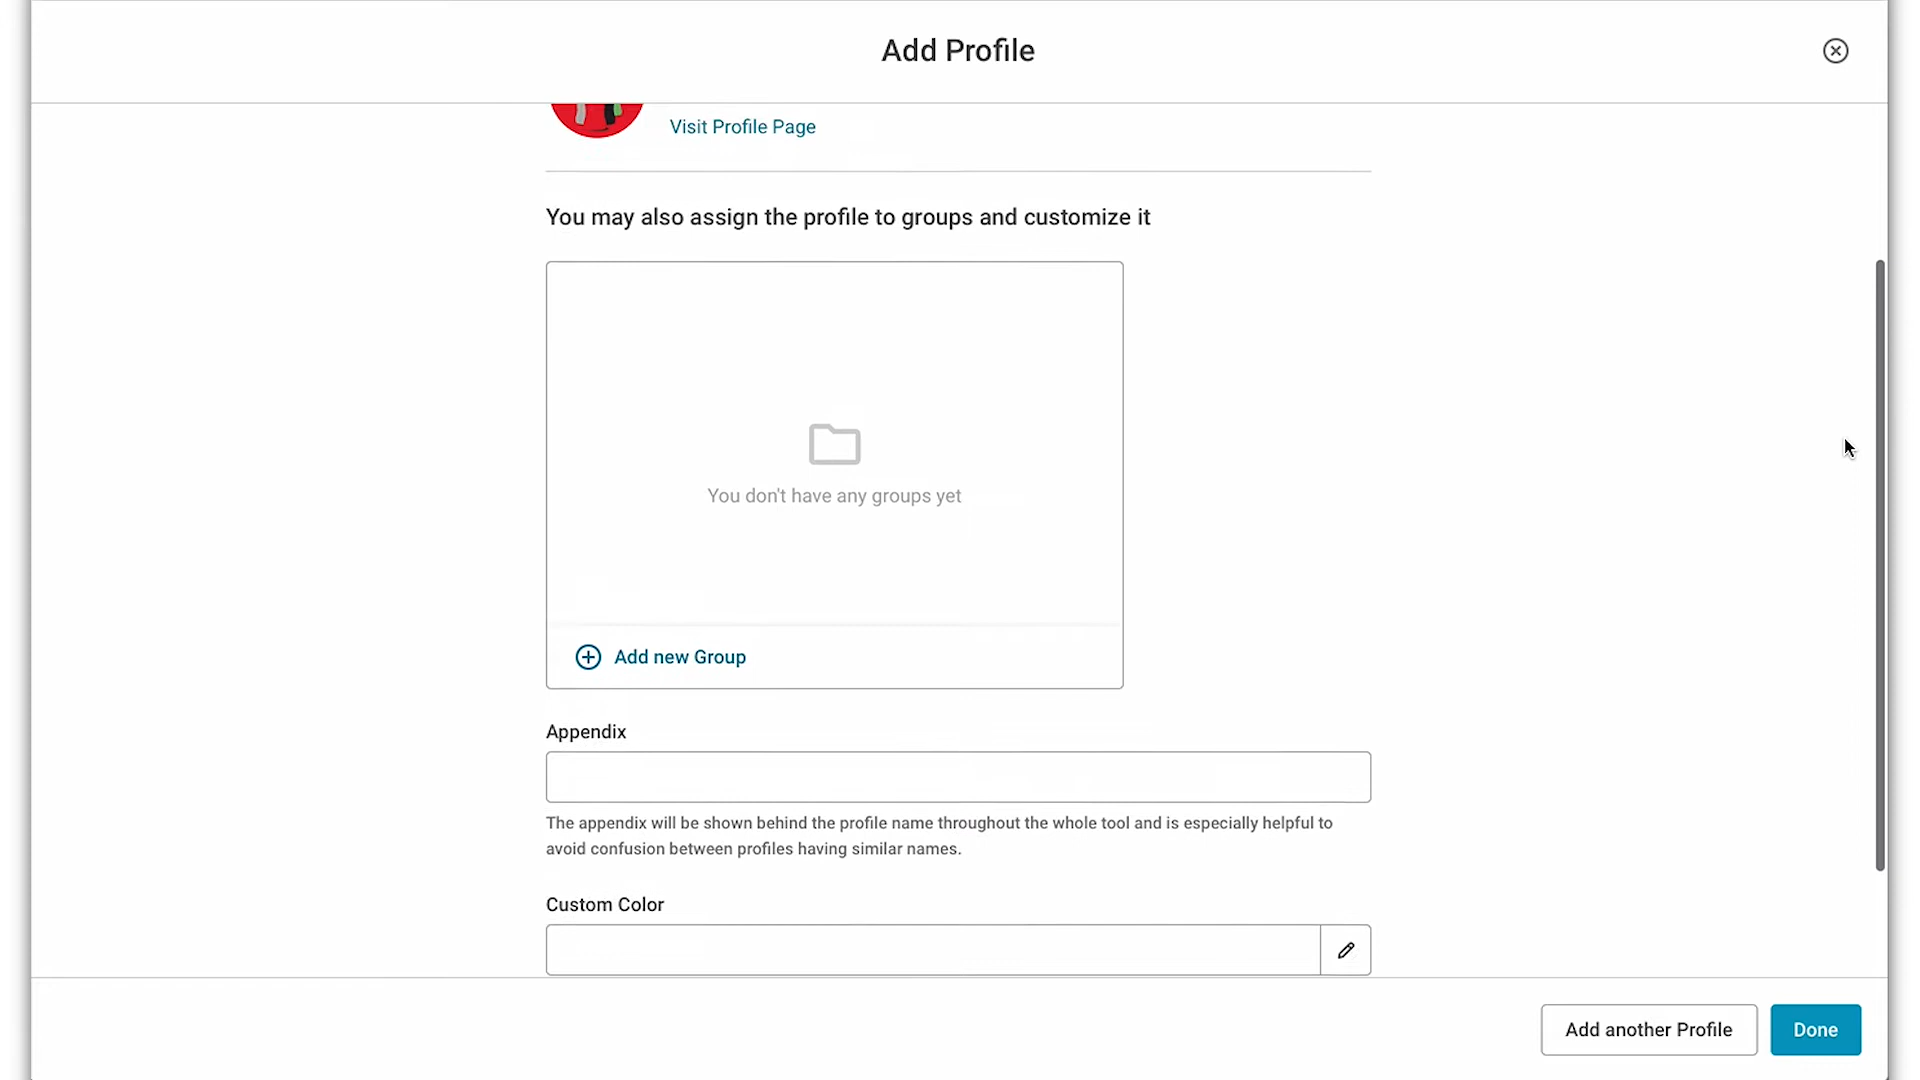 Add Profile
Visit Profile Page
You may also assign the profile to groups and customize it
You don't have any groups yet
Add new Group
Appendix
The appendix will be shown behind the profile name throughout the whole tool and is especially helpful to
avoid confusion between profiles having similar names.
Custom Color
Add another Profile
Done